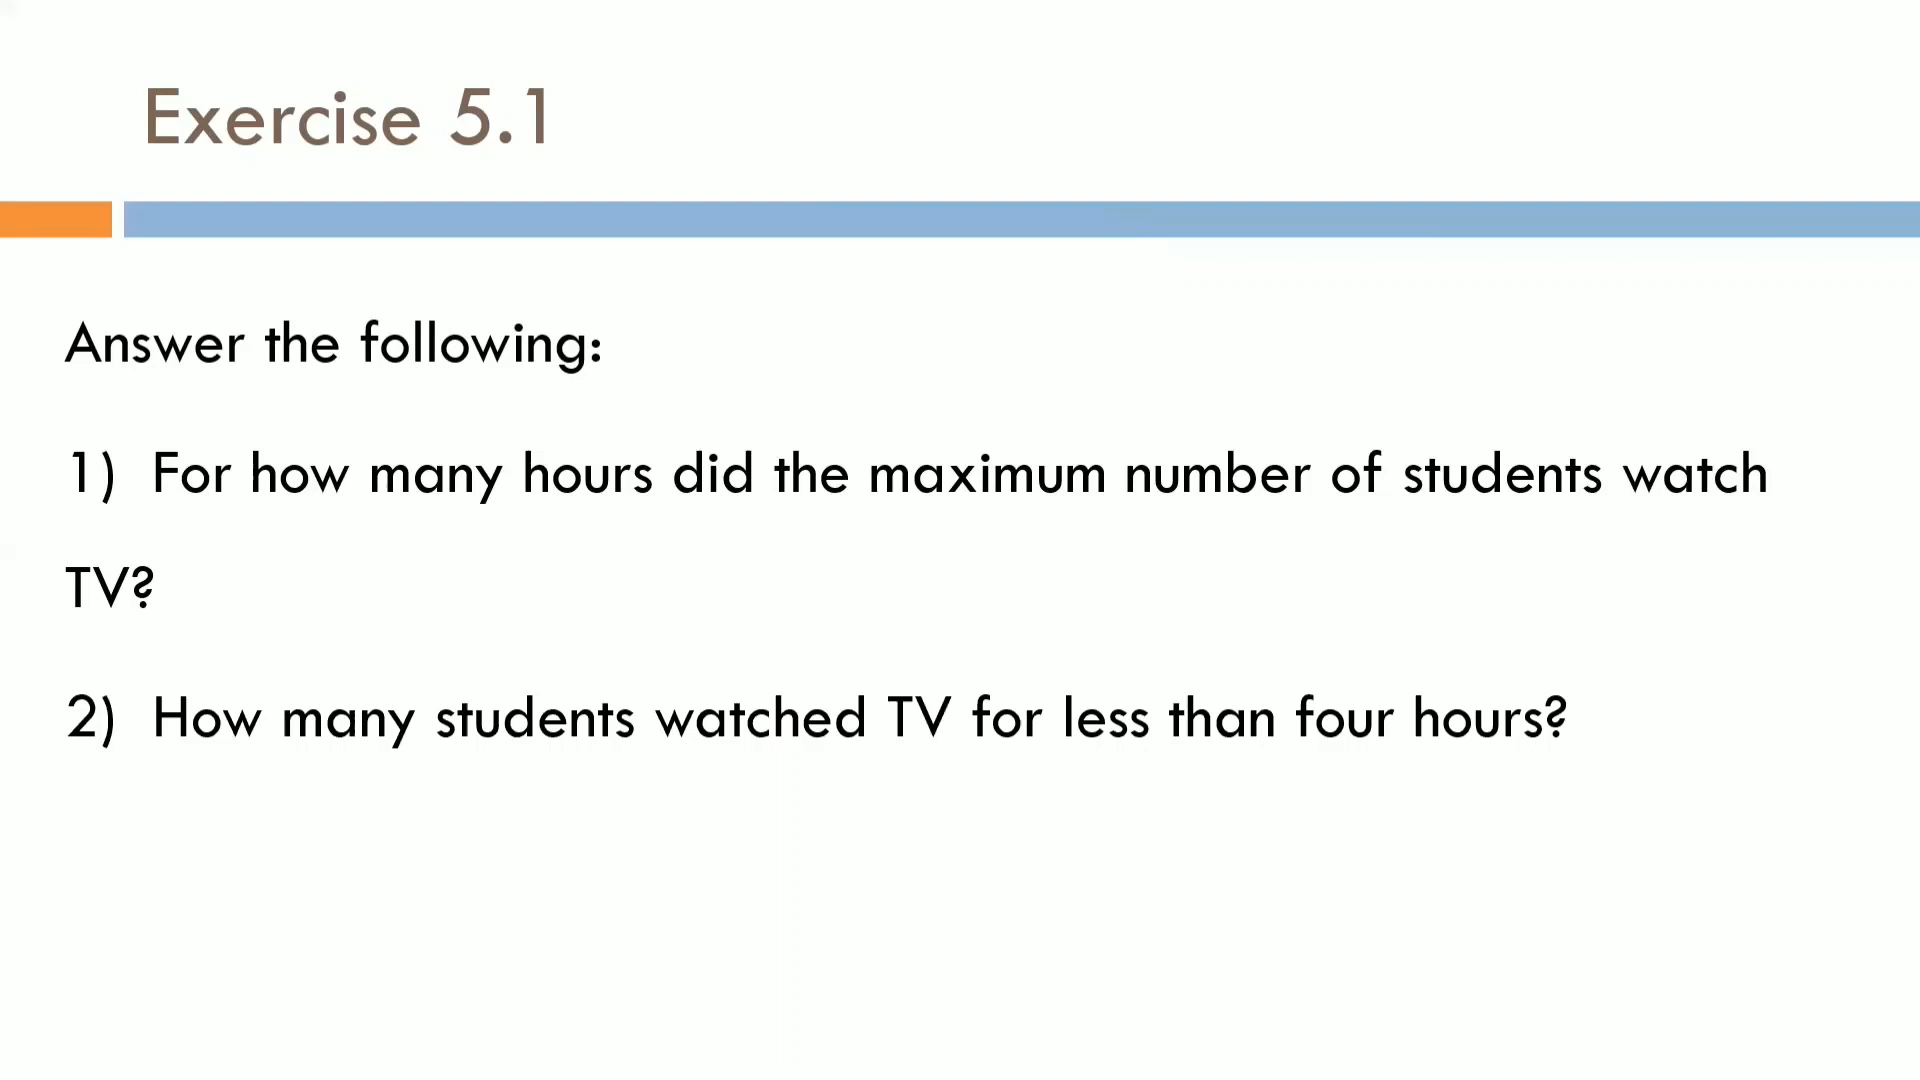 Exercise 5.1
Answer the following:
1) For how many hours did the maximum number of students watch
TV?
2) How many students watched TV for less than four hours?